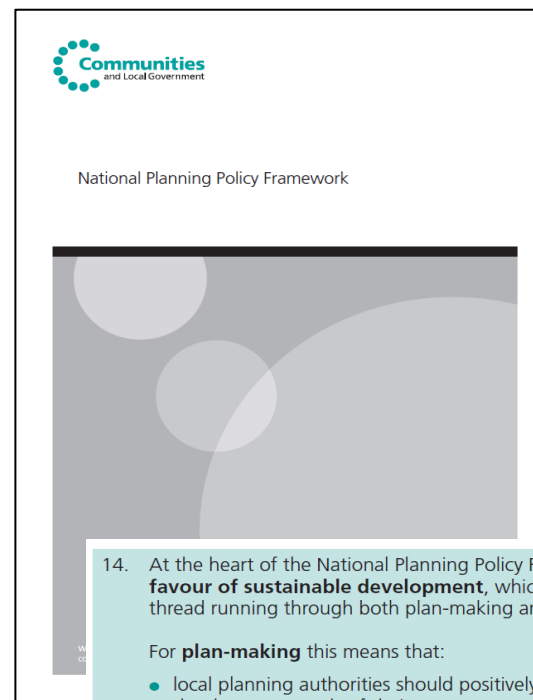 Communities
and Local Government
National Planning Policy Framework
14. At the heart of the National Planning Policy
favour of sustainable development, whic
thread running through both plan-making a
For plan-making this means that:
• local planning authorities should positively